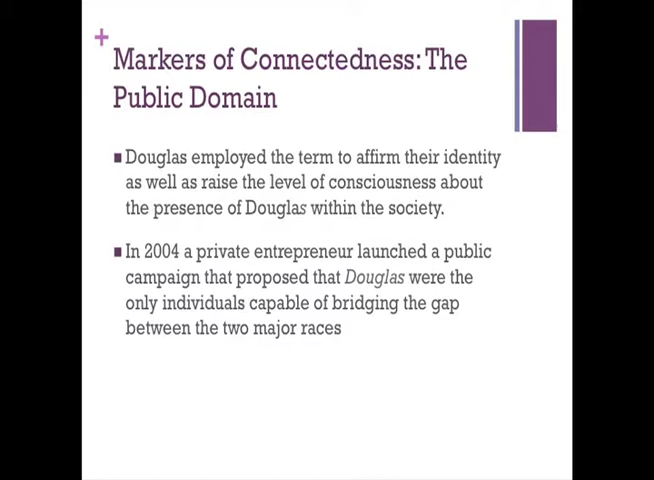 +
Markers of Connectedness: The
Public Domain
Douglas employed the term to affirm their identity
as well as raise the level of consciousness about
the presence of Douglas within the society.
In 2004 a private entrepreneur launched a public
campaign that proposed that Douglas were the
only individuals capable of bridging the gap
between the two major races